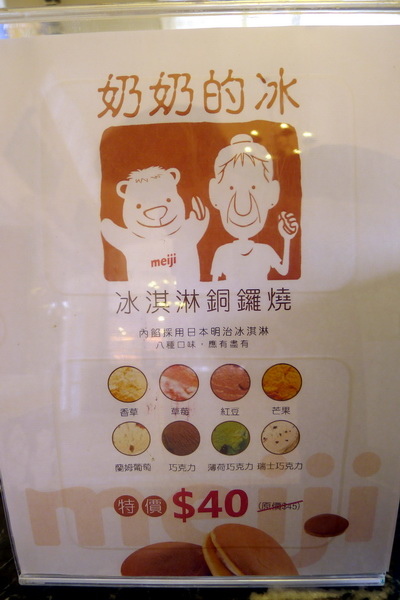 奶奶的冰
meiji
冰淇淋銅鑼燒
內餡採用日本明治冰淇淋
八種口味，應有盡有
香草 草莓 紅豆 芒果
蘭姆葡萄 巧克力 薄荷巧克力 瑞士巧克力
特價 $40 (原價$45)
meiji